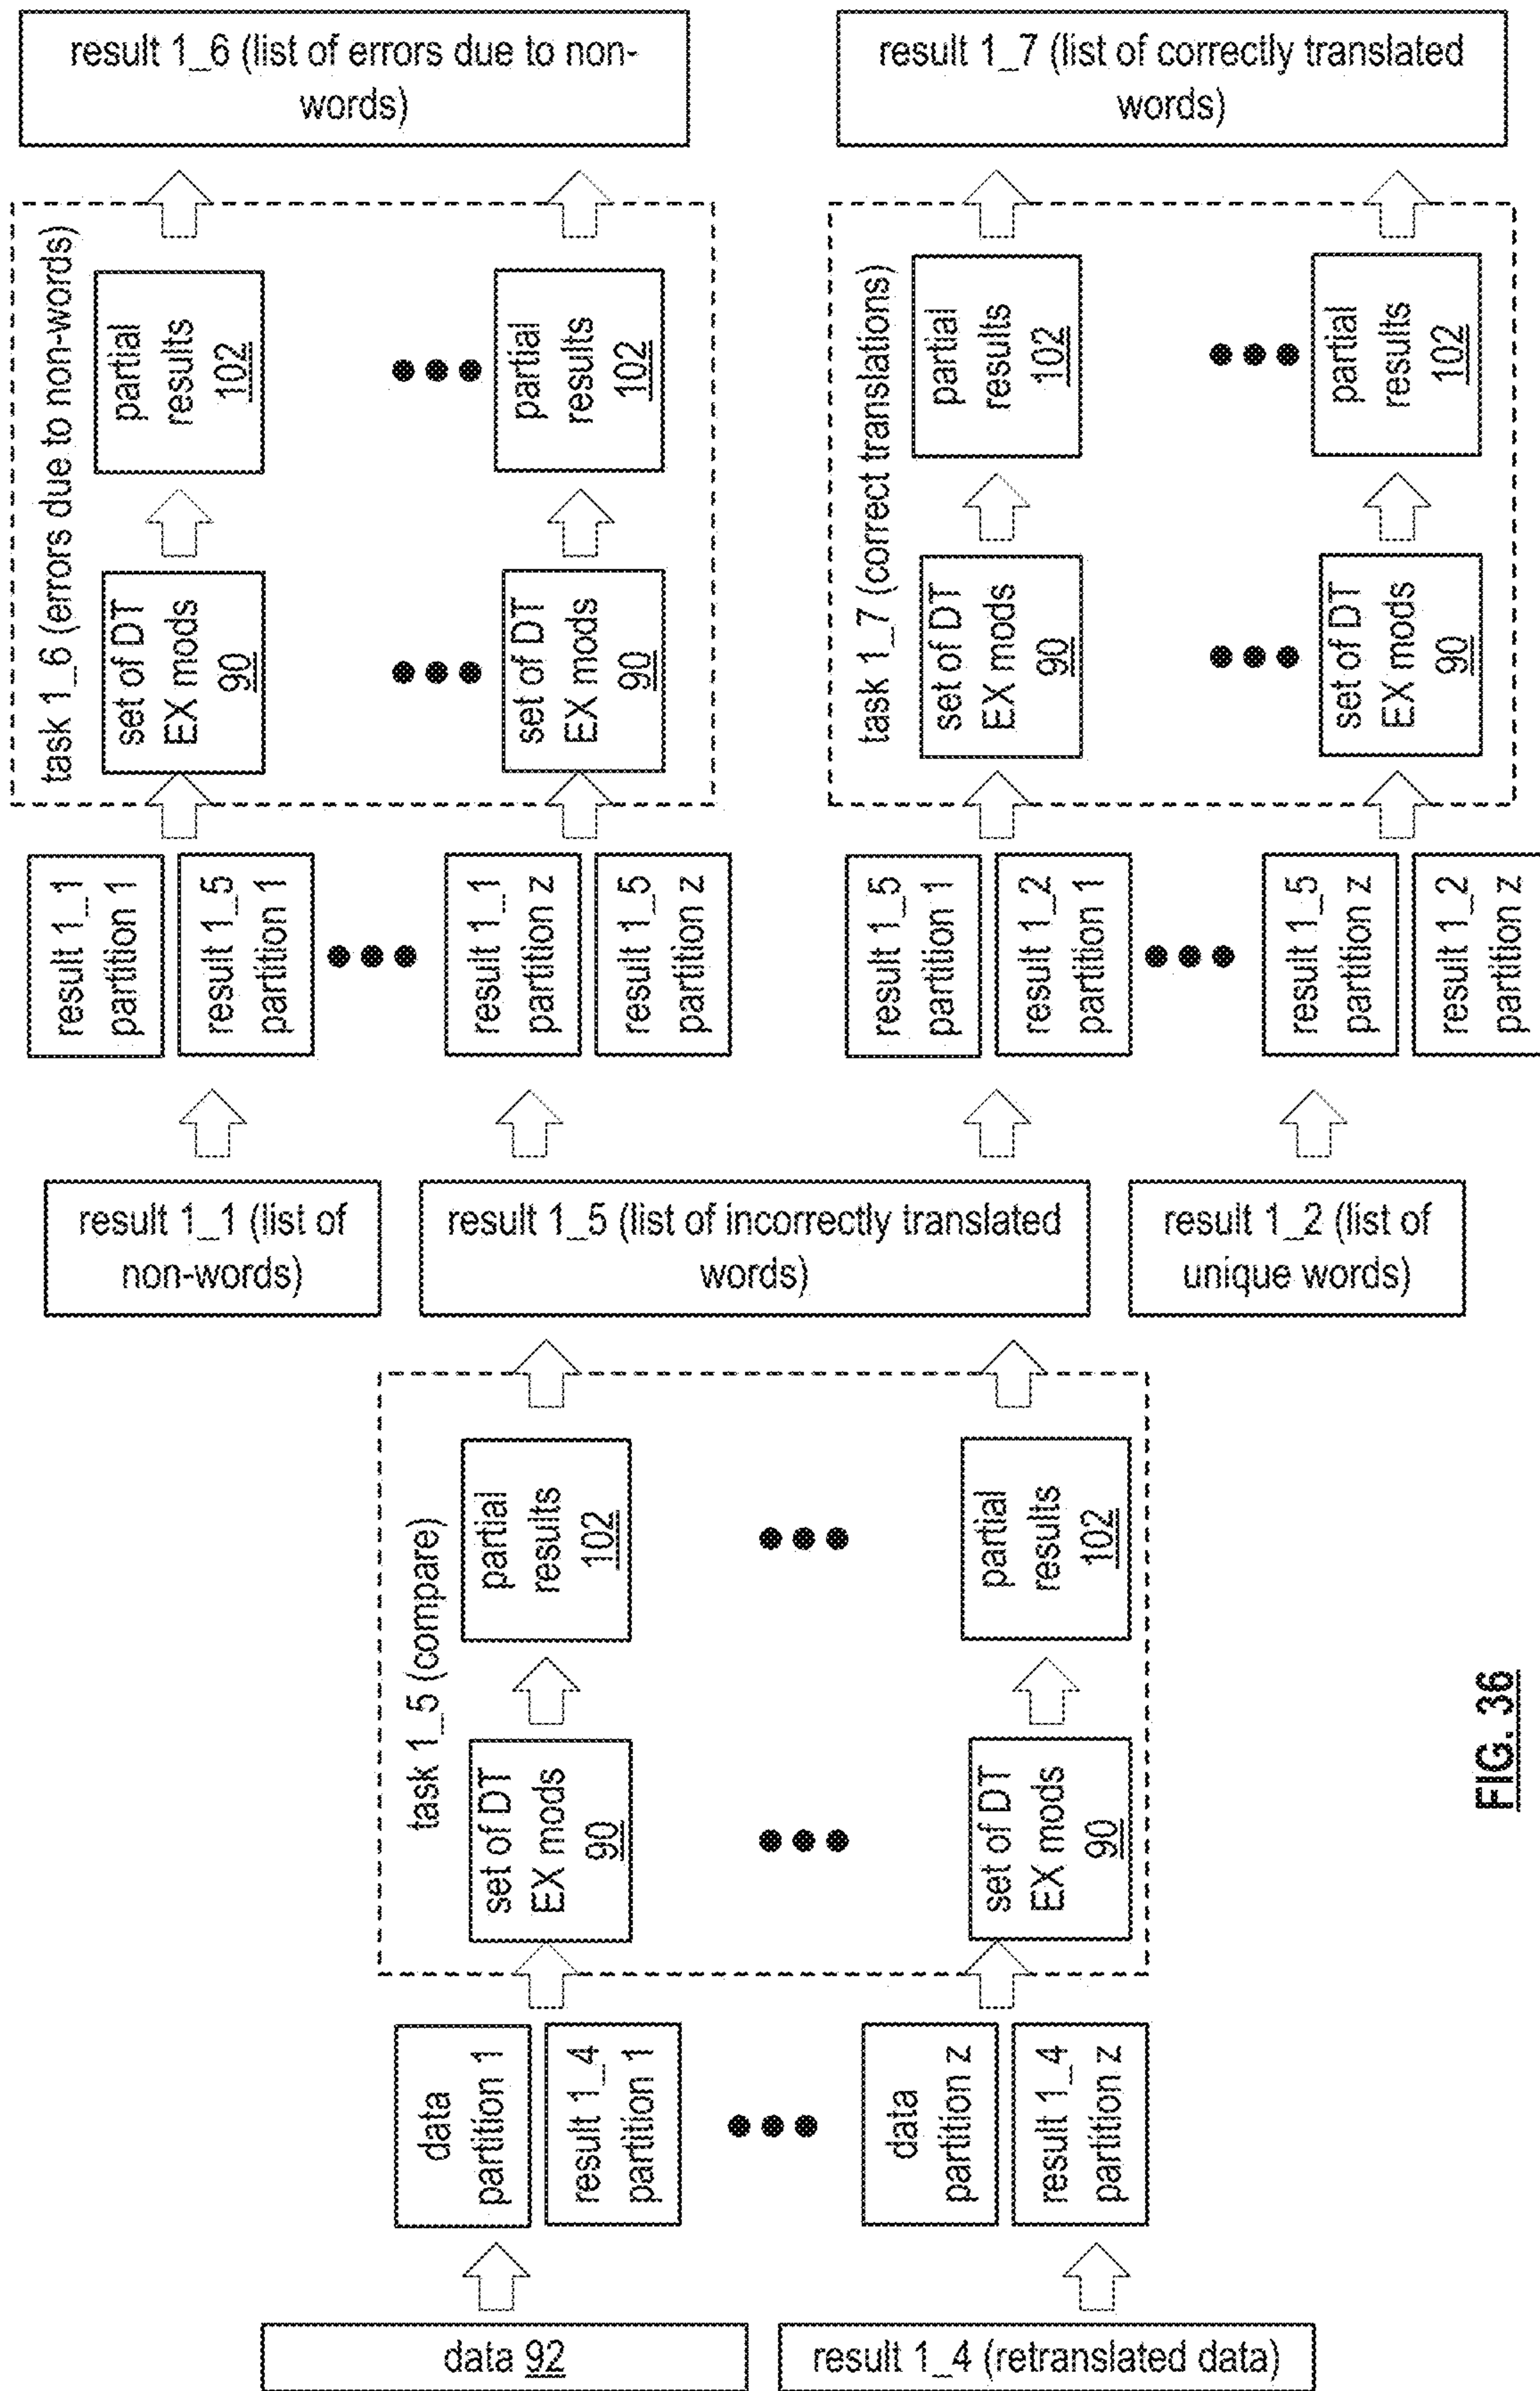 data 92
result 1_4 (retranslated data)
data
partition 1
result 1_4
partition 1
data
partition z
result 1_4
partition z
task 1_5 (compare)
set of DT
EX mods
90
partial
results
102
set of DT
EX mods
90
partial
results
102
result 1_1 (list of
non-words)
result 1_5 (list of incorrectly translated
words)
result 1_2 (list of
unique words)
result 1_1
partition 1
result 1_5
partition 1
result 1_1
partition z
result 1_5
partition z
task 1_6 (errors due to non-words)
set of DT
EX mods
90
partial
results
102
set of DT
EX mods
90
partial
results
102
result 1_6 (list of errors due to non-
words)
result 1_5
partition 1
result 1_2
partition 1
result 1_5
partition z
result 1_2
partition z
task 1_7 (correct translations)
set of DT
EX mods
90
partial
results
102
set of DT
EX mods
90
partial
results
102
result 1_7 (list of correctily translated
words)
FIG. 36